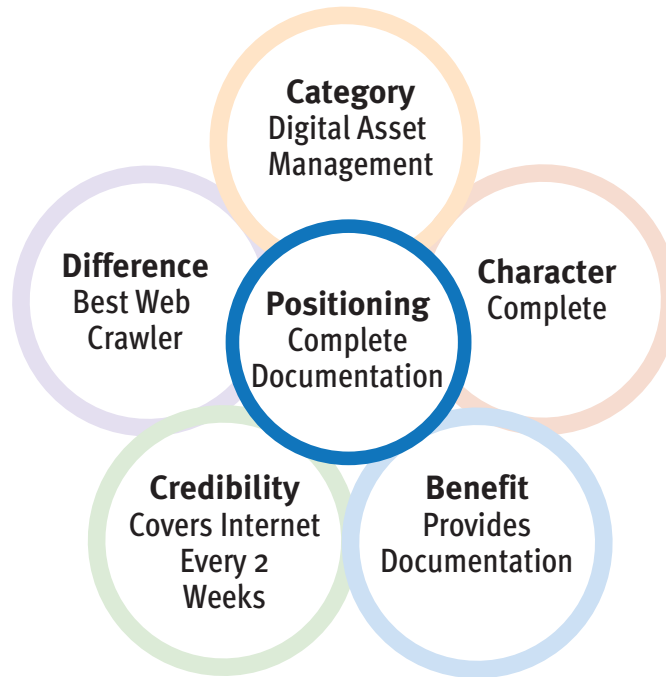 Category
Digital Asset
Management
Difference
Best Web
Crawler
Positioning
Complete
Documentation
Character
Complete
Credibility
Covers Internet
Every 2
Weeks
Benefit
Provides
Documentation